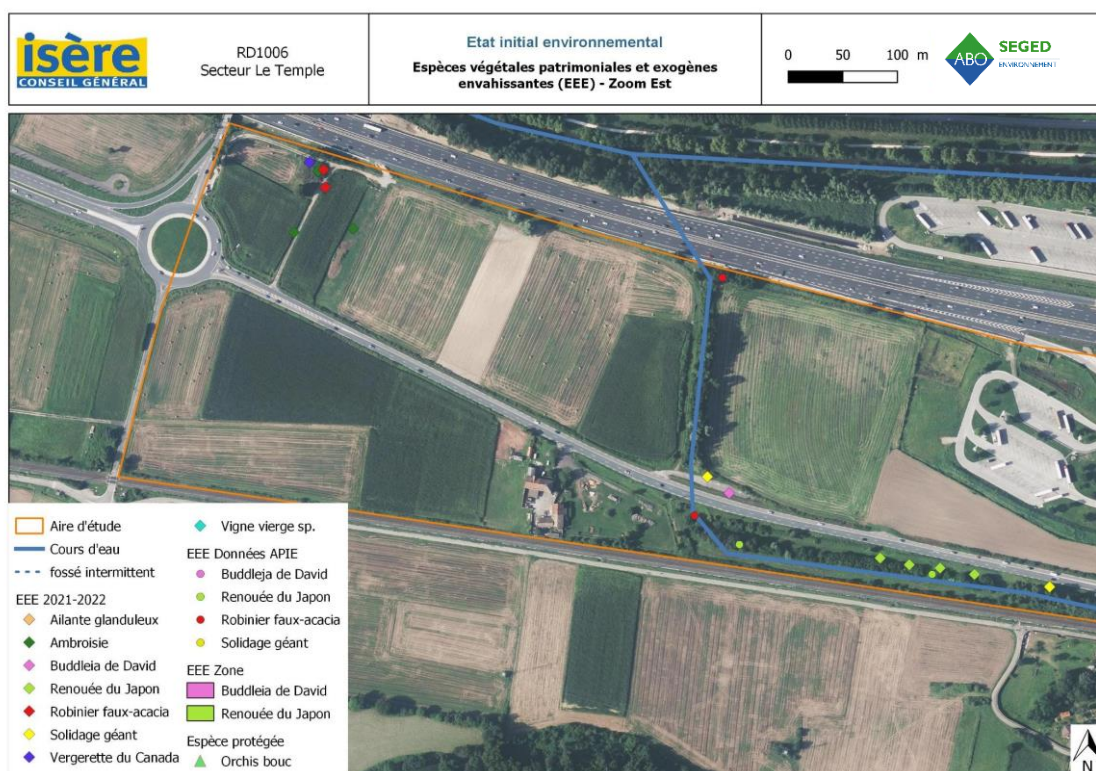 isère
CONSEIL GÉNÉRAL
RD1006
Secteur Le Temple
Etat initial environnemental
Espèces végétales patrimoniales et exogènes
envahissantes (EEE) - Zoom Est
0 50 100 m
ABO
SEGED
ENVIRONNEMENT
Aire d'étude
Cours d'eau
fossé intermittent
EEE 2021-2022
Ailante glanduleux
Ambroisie
Buddleia de David
Renouée du Japon
Robinier faux-acacia
Solidage géant
Vergerette du Canada
Vigne vierge sp.
EEE Données APIE
Buddleja de David
Renouée du Japon
Robinier faux-acacia
Solidage géant
EEE Zone
Buddleia de David
Renouée du Japon
Espèce protégée
Orchis bouc
N